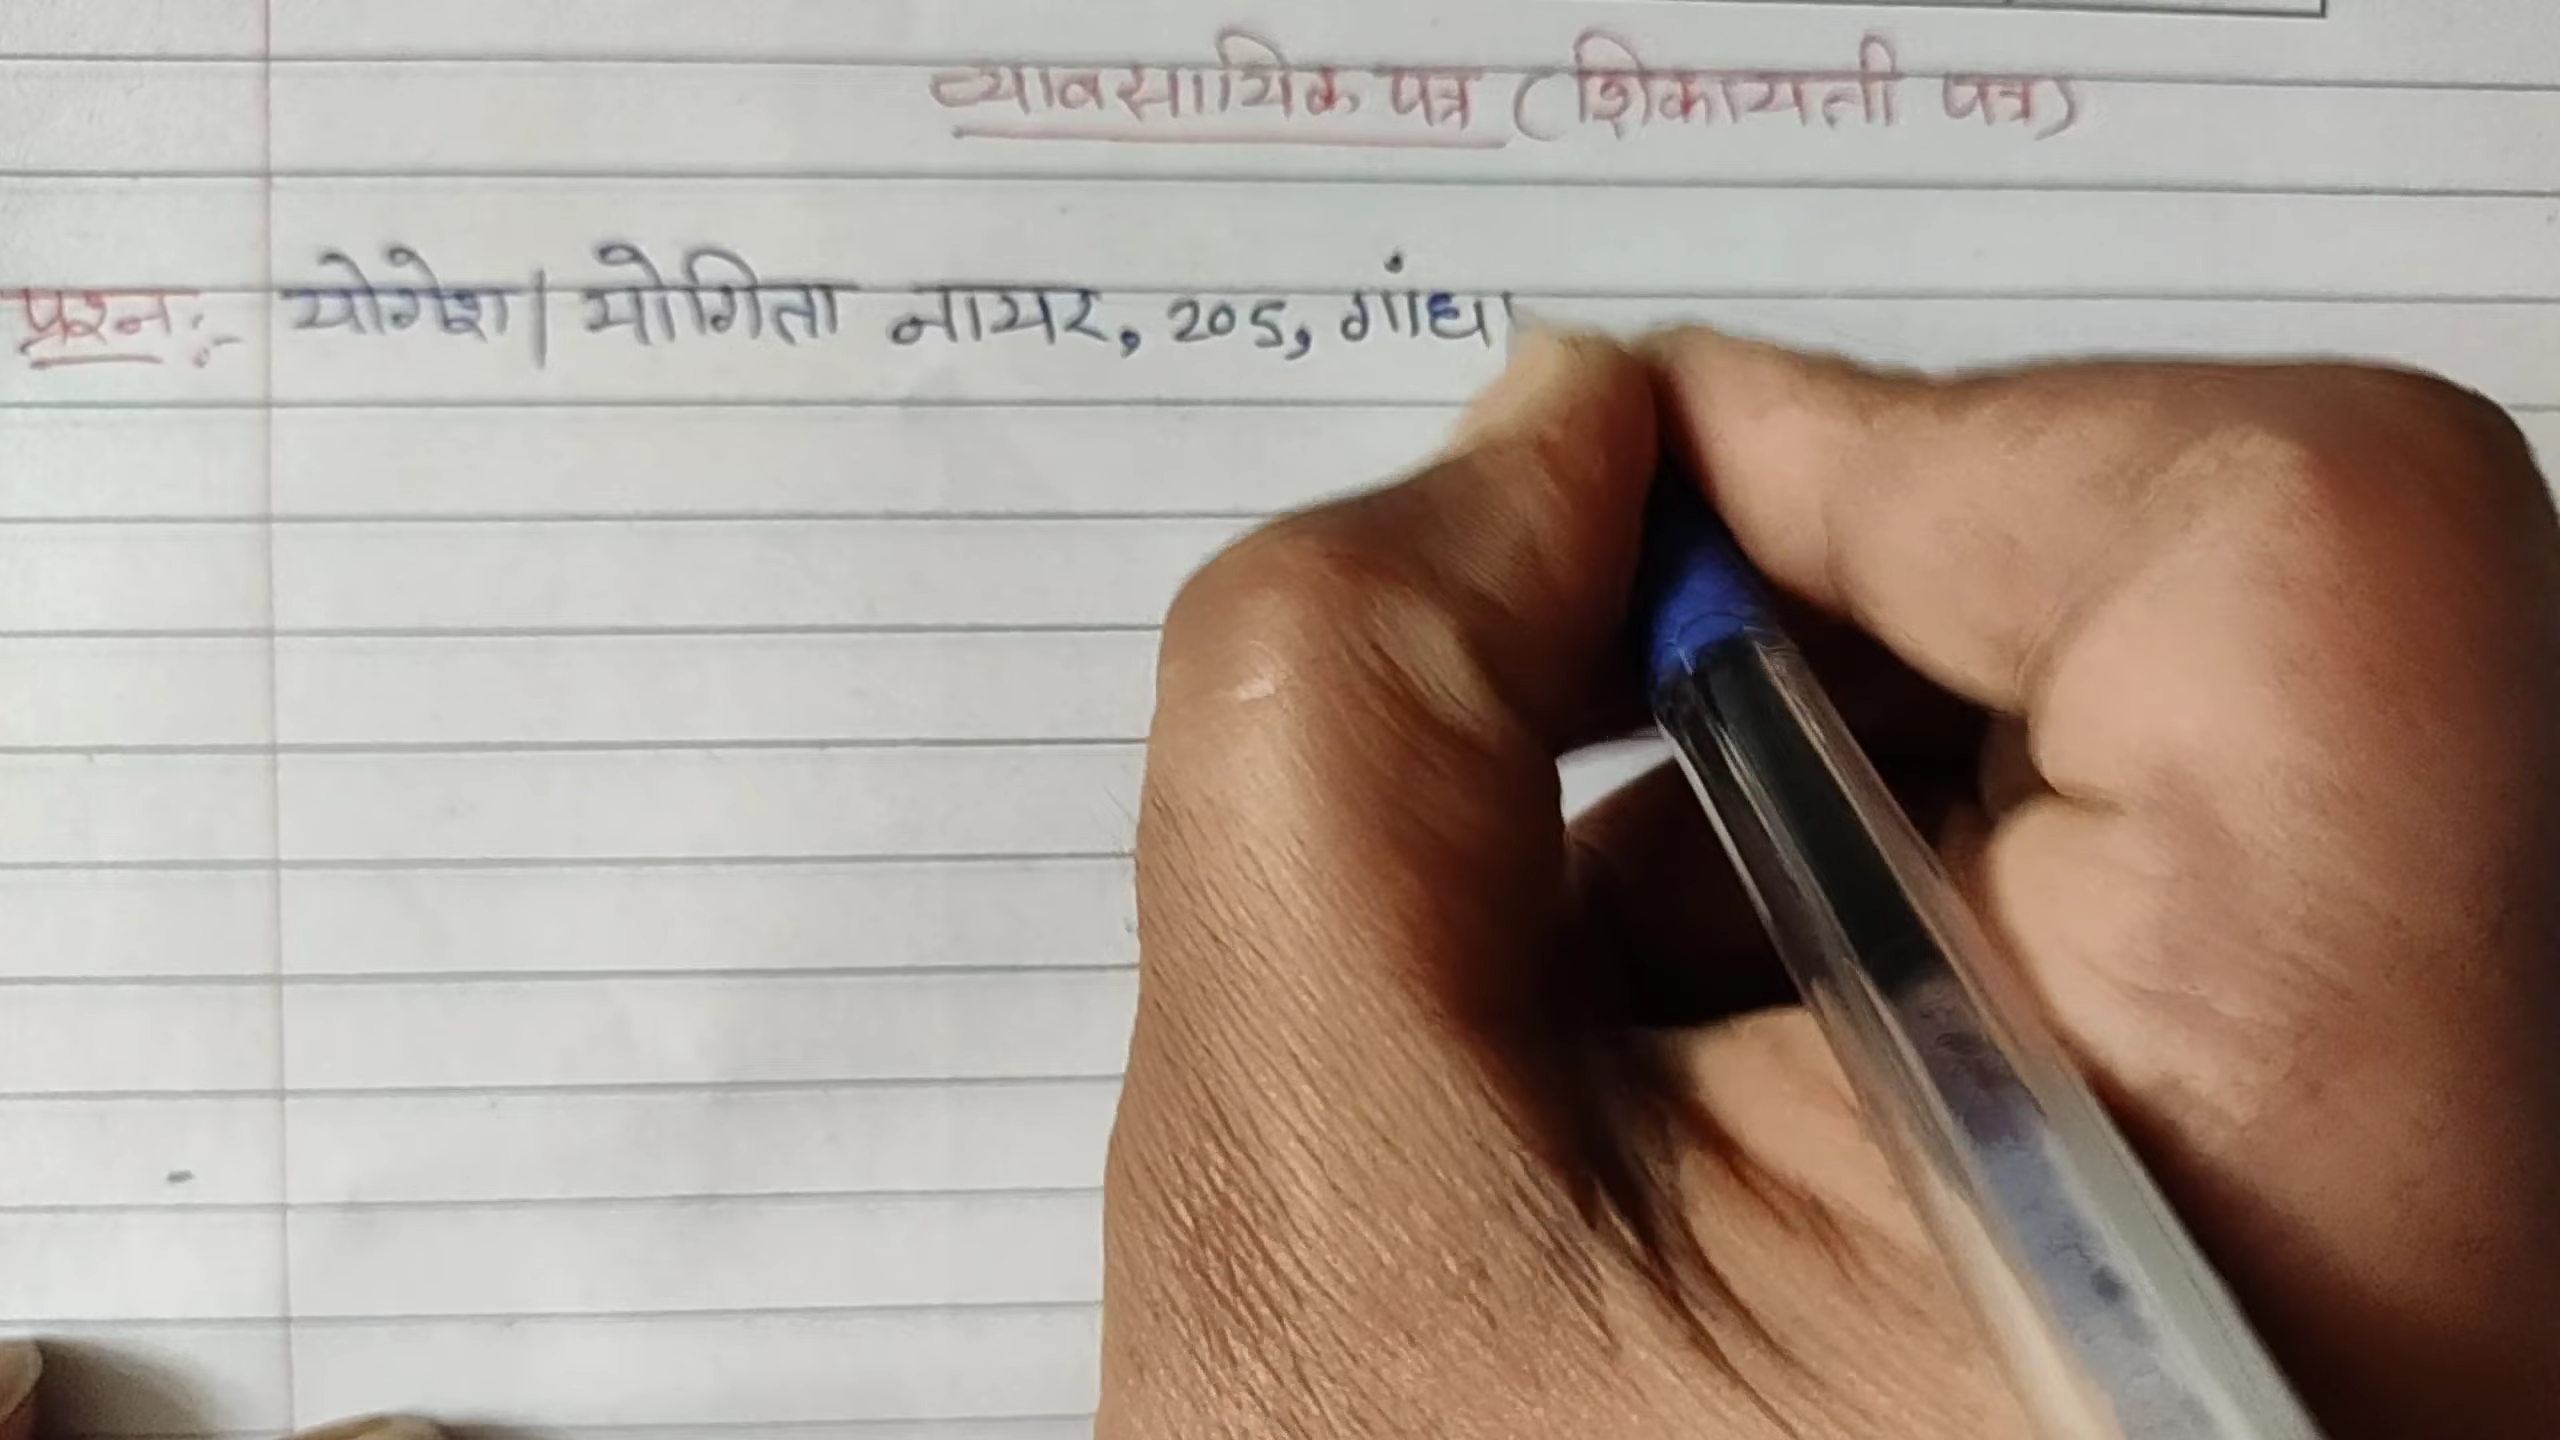 व्यावसायिक पत्र (शिकायती पत्र)
प्रश्न:- योगेश/योगिता नायर, 205, गांधा